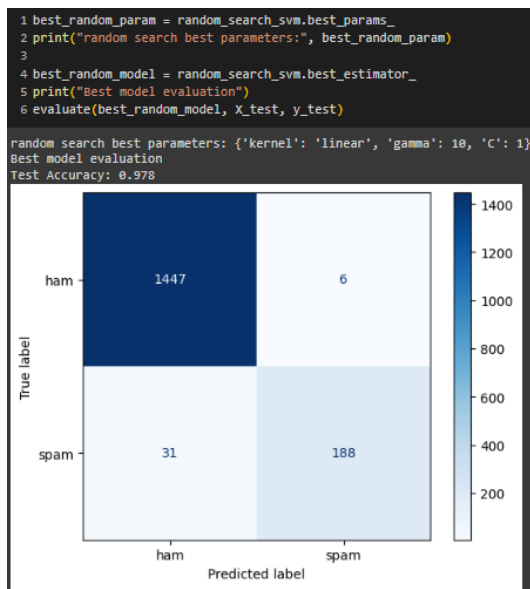 1 best_random_param = random_search_svm.best_params_
2 print("random search best parameters:", best_random_param)
3
4 best_random_model = random_search_svm.best_estimator_
5 print("Best model evaluation")
6 evaluate(best_random_model, X_test, y_test)
random search best parameters: {'kernel': 'linear', 'gamma': 10, 'C': 1}
Best model evaluation
Test Accuracy: 0.978
1400
1447 6
ham
1200
1000
True label
800
600
31 188
spam
400
200
ham spam
Predicted label